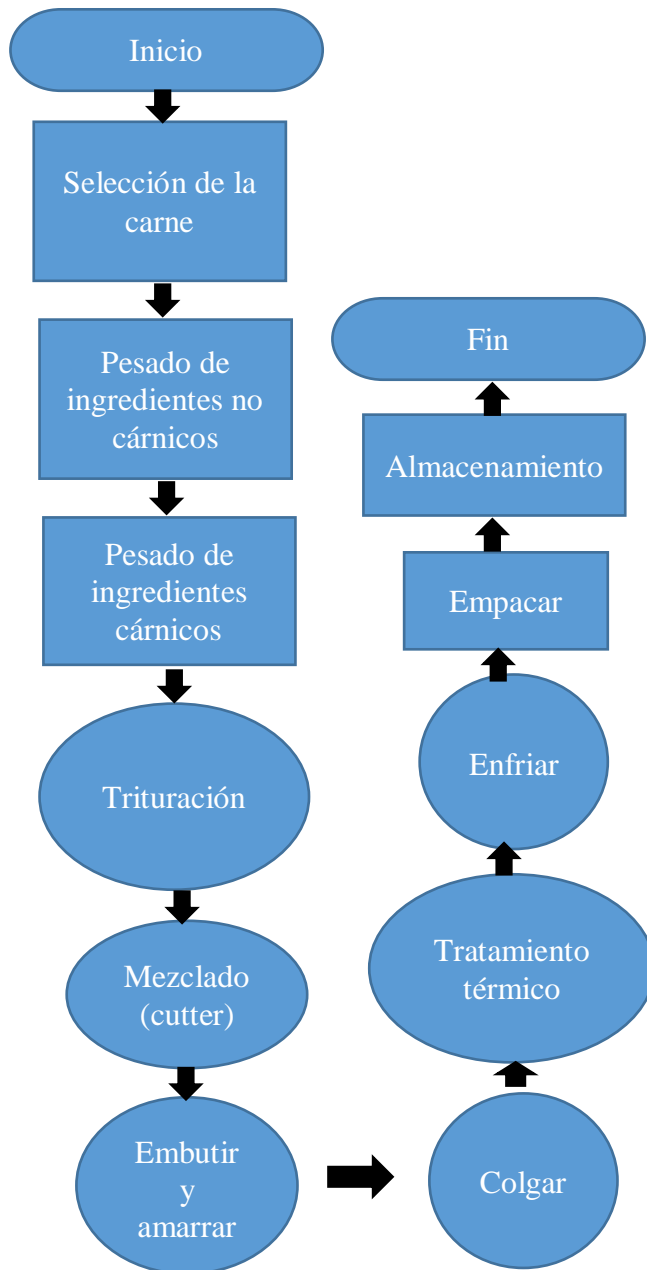 Inicio
Selección de la
carne
Pesado de
ingredientes no
cárnicos
Pesado de
ingredientes
cárnicos
Trituración
Mezclado
(cutter)
Embutir
y
amarrar
Colgar
Tratamiento
térmico
Enfriar
Empacar
Almacenamiento
Fin